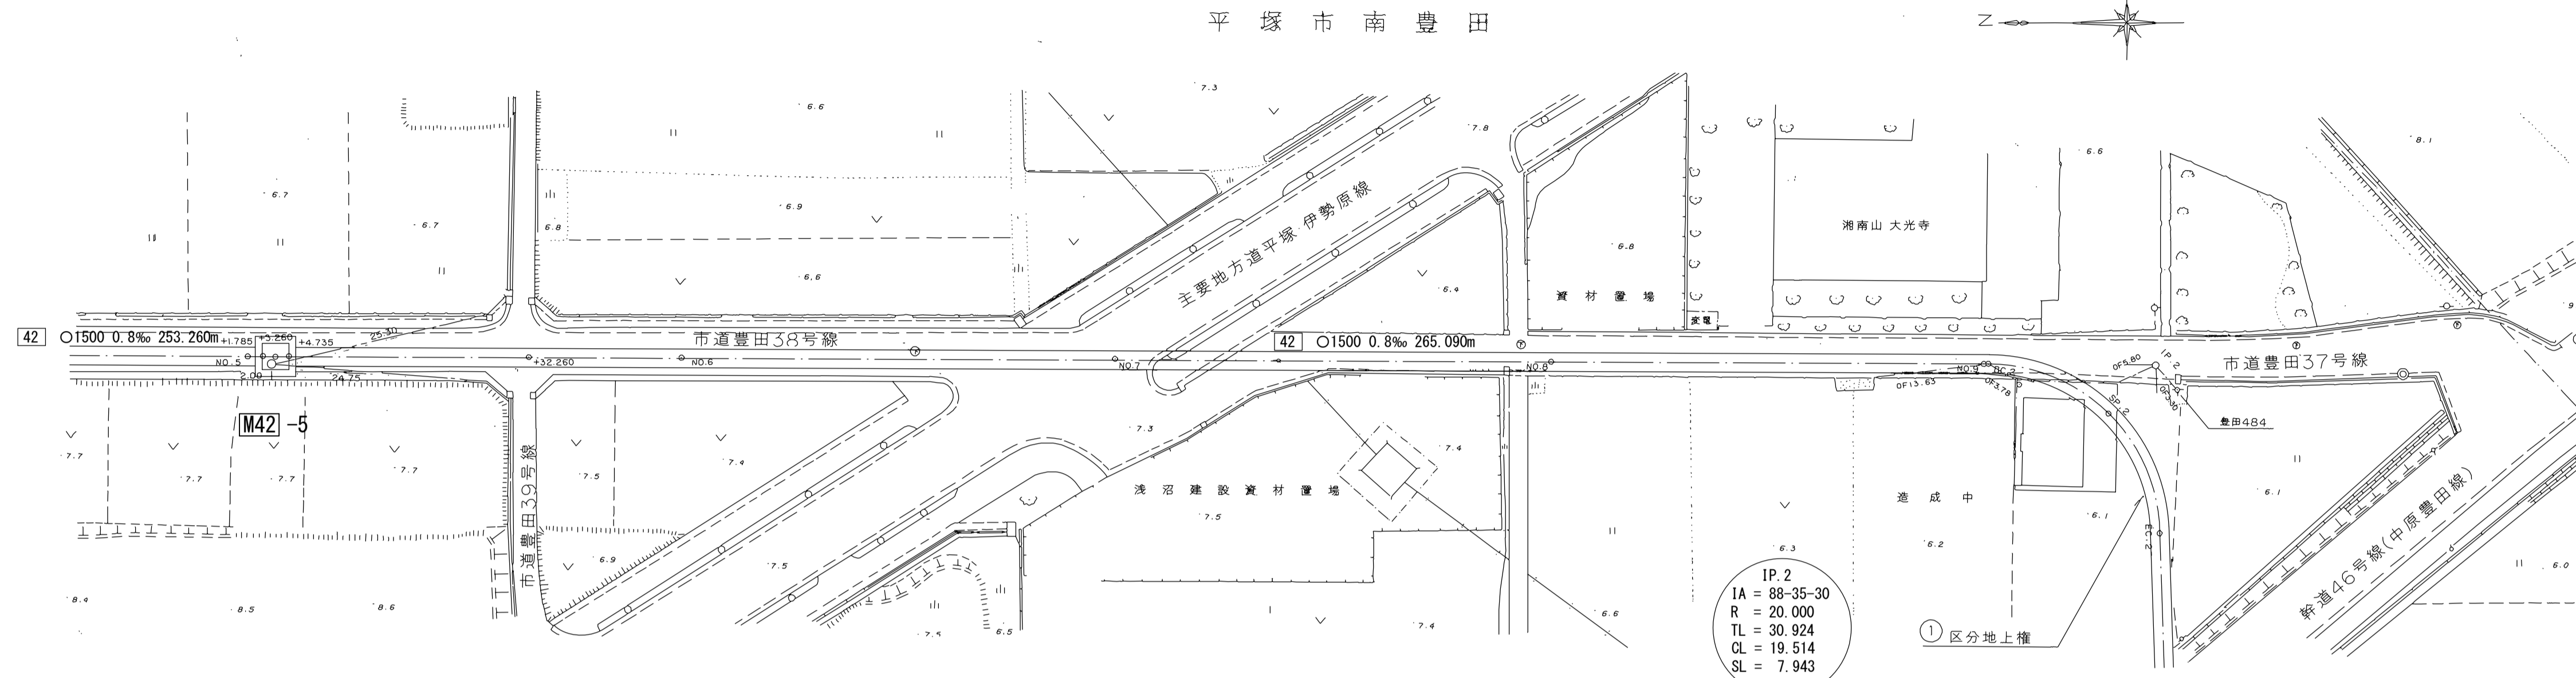 平塚市南豊田
Z
7.3
6.6
7.8
8.1
6.6
6.7
6.7
6.9
6.8
6.6
主要地方道平塚・伊勢原線
6.4
6.8
資材置場
湘南山 大光寺
変電
42 ○1500 0.8‰ 253.260m
+1.785
+3.260
+4.735
25.30
市道豊田38号線
42 ○1500 0.8‰ 265.090m
NO.5
2.00
24.75
+32.260
NO.6
NO.7
NO.8
NO.9
BC.2
OF13.63
OF3.78
OF5.80
IP.2
OF3.30
SP.2
市道豊田37号線
豊田484
M42 -5
7.7
7.7
7.7
7.7
市道豊田39号線
7.5
7.4
7.3
7.4
浅沼建設資材置場
7.5
造成中
6.1
6.1
EC.2
6.9
7.5
6.3
6.2
幹道46号線(中原豊田線)
6.0
8.4
8.5
8.6
7.5
6.5
7.4
6.6
IP.2
IA = 88-35-30
R = 20.000
TL = 30.924
CL = 19.514
SL = 7.943
① 区分地上権